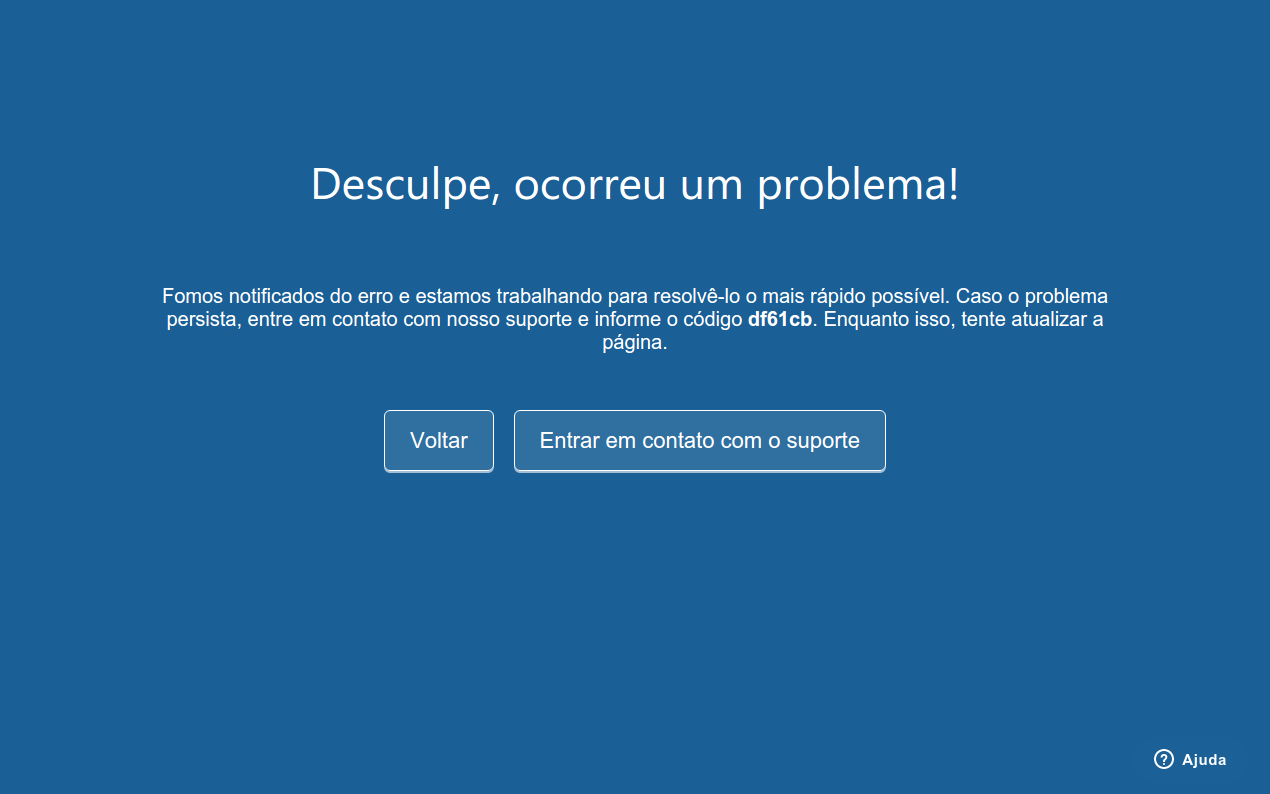 Desculpe, ocorreu um problema!
Fomos notificados do erro e estamos trabalhando para resolvê-lo o mais rápido possível. Caso o problema
persista, entre em contato com nosso suporte e informe o código df61cb. Enquanto isso, tente atualizar a
página.
Voltar
Entrar em contato com o suporte
Ajuda